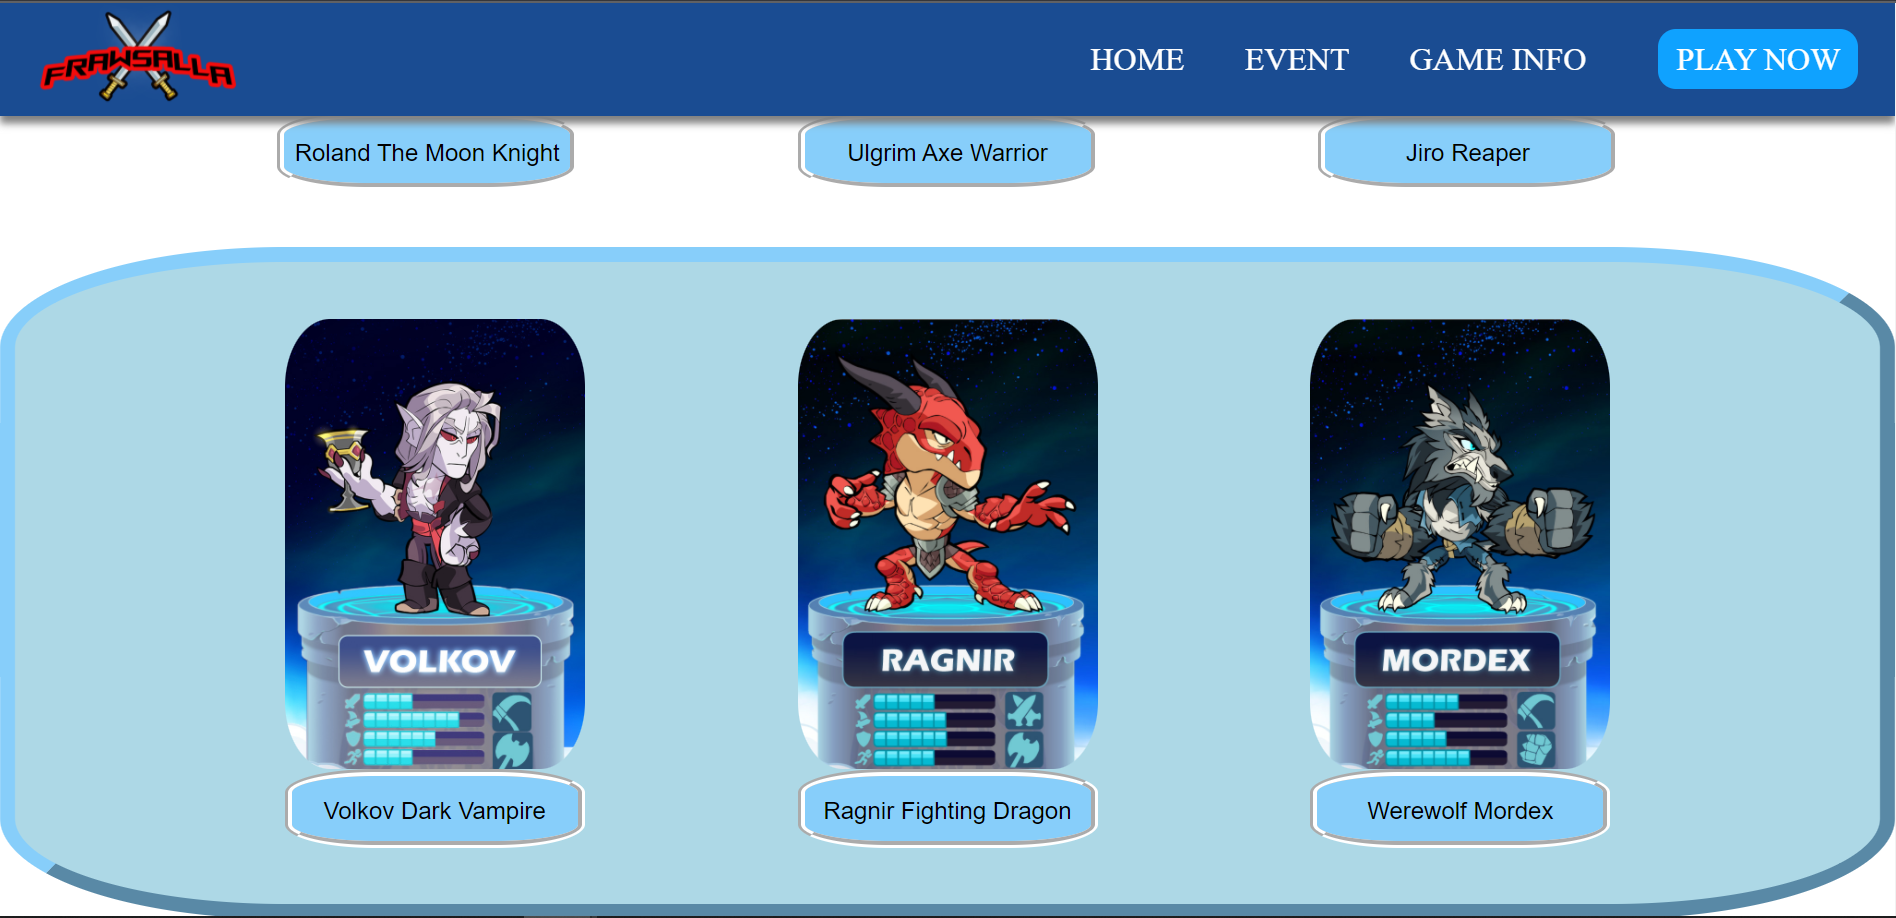 FRAWSALLA
HOME EVENT GAME INFO PLAY NOW
Roland The Moon Knight
Ulgrim Axe Warrior
Jiro Reaper
VOLKOV
RAGNIR
MORDEX
Volkov Dark Vampire
Ragnir Fighting Dragon
Werewolf Mordex